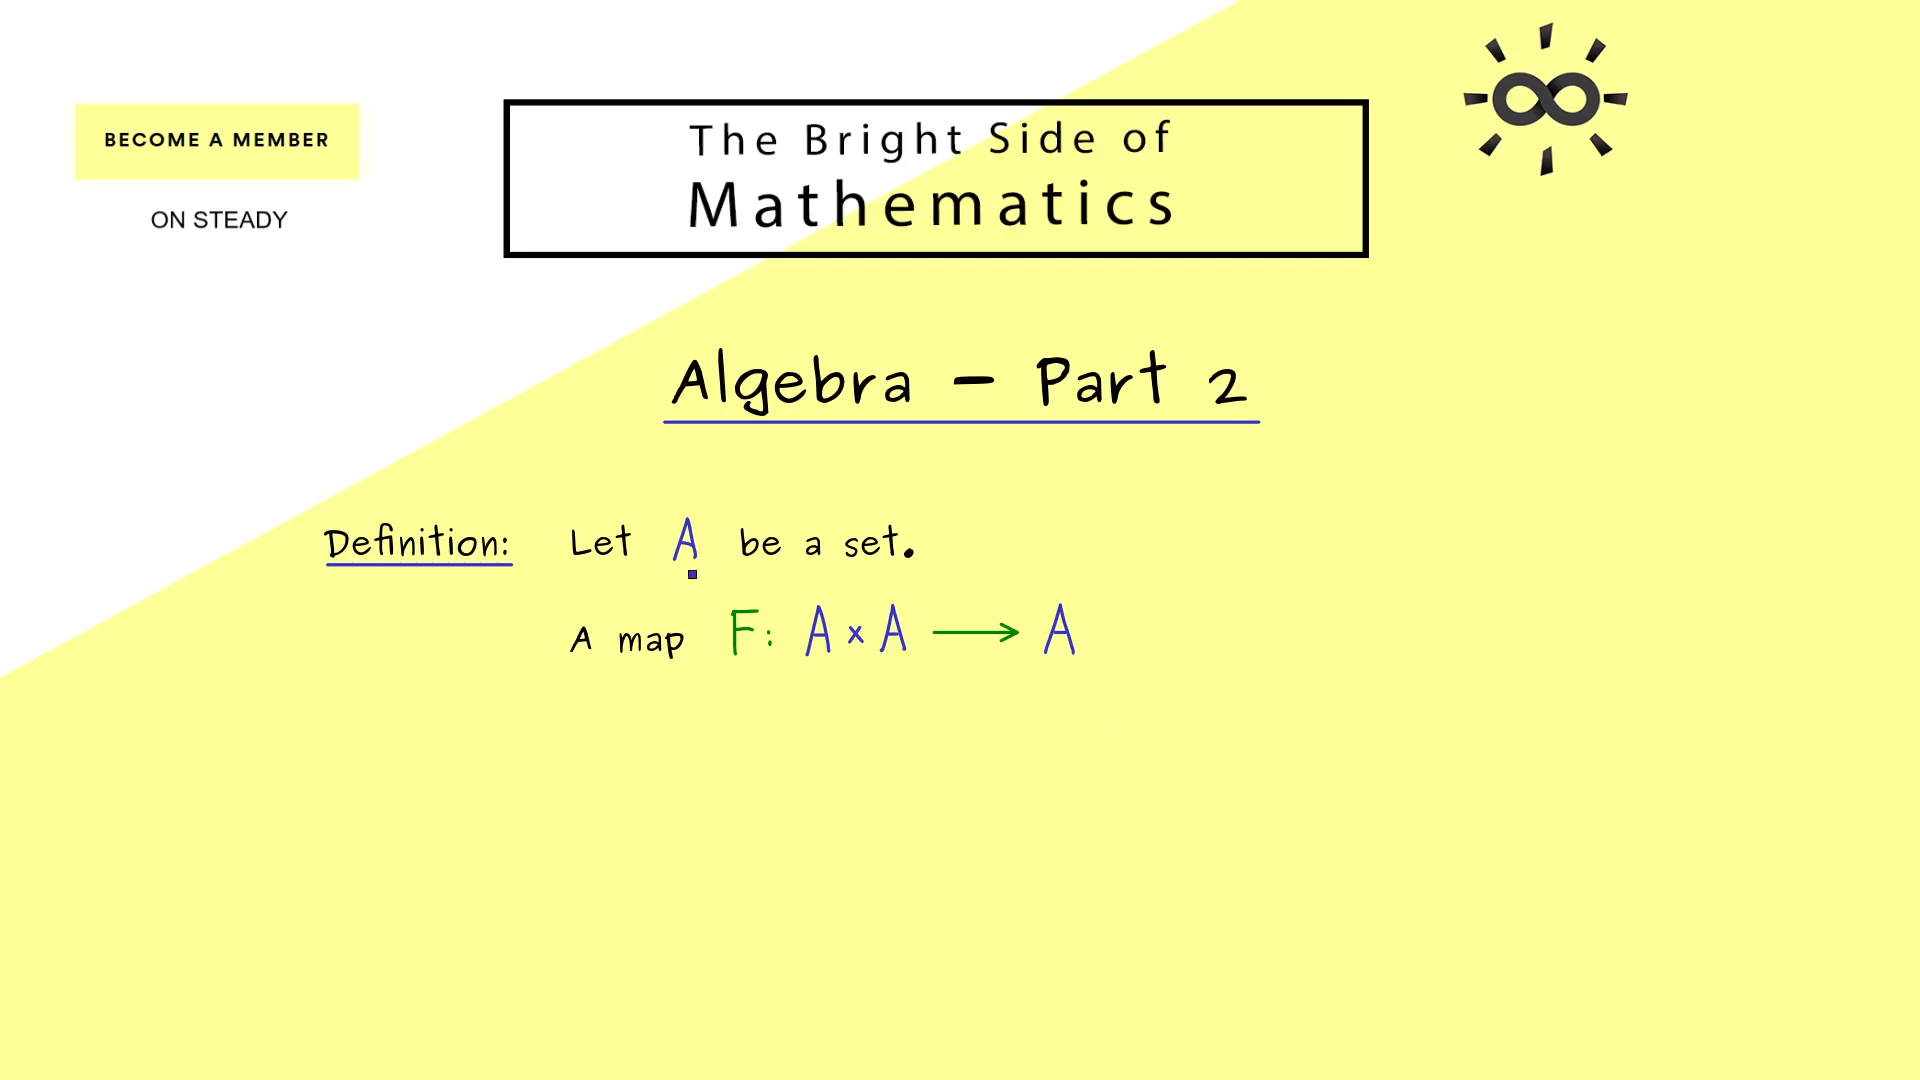 BECOME A MEMBER
ON STEADY
The Bright Side of
Mathematics
Algebra – Part 2
Definition: Let A be a set.
A map F: A × A ⟶ A